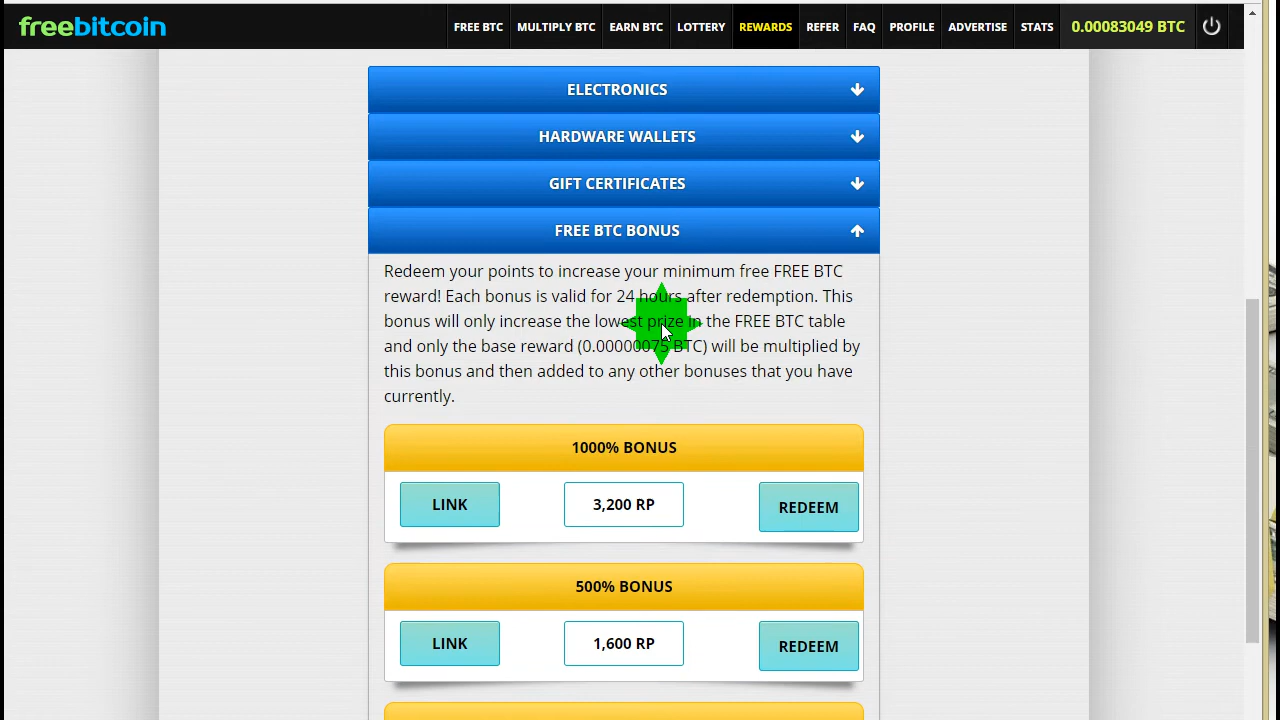 freebitcoin FREE BTC MULTIPLY BTC EARN BTC LOTTERY REWARDS REFER FAQ PROFILE ADVERTISE STATS 0.00083049 BTC
ELECTRONICS
HARDWARE WALLETS
GIFT CERTIFICATES
FREE BTC BONUS
Redeem your points to increase your minimum free FREE BTC
reward! Each bonus is valid for 24 hours after redemption. This
bonus will only increase the lowest prize in the FREE BTC table
and only the base reward (0.00000075 BTC) will be multiplied by
this bonus and then added to any other bonuses that you have
currently.
1000% BONUS
LINK 3,200 RP REDEEM
500% BONUS
LINK 1,600 RP REDEEM